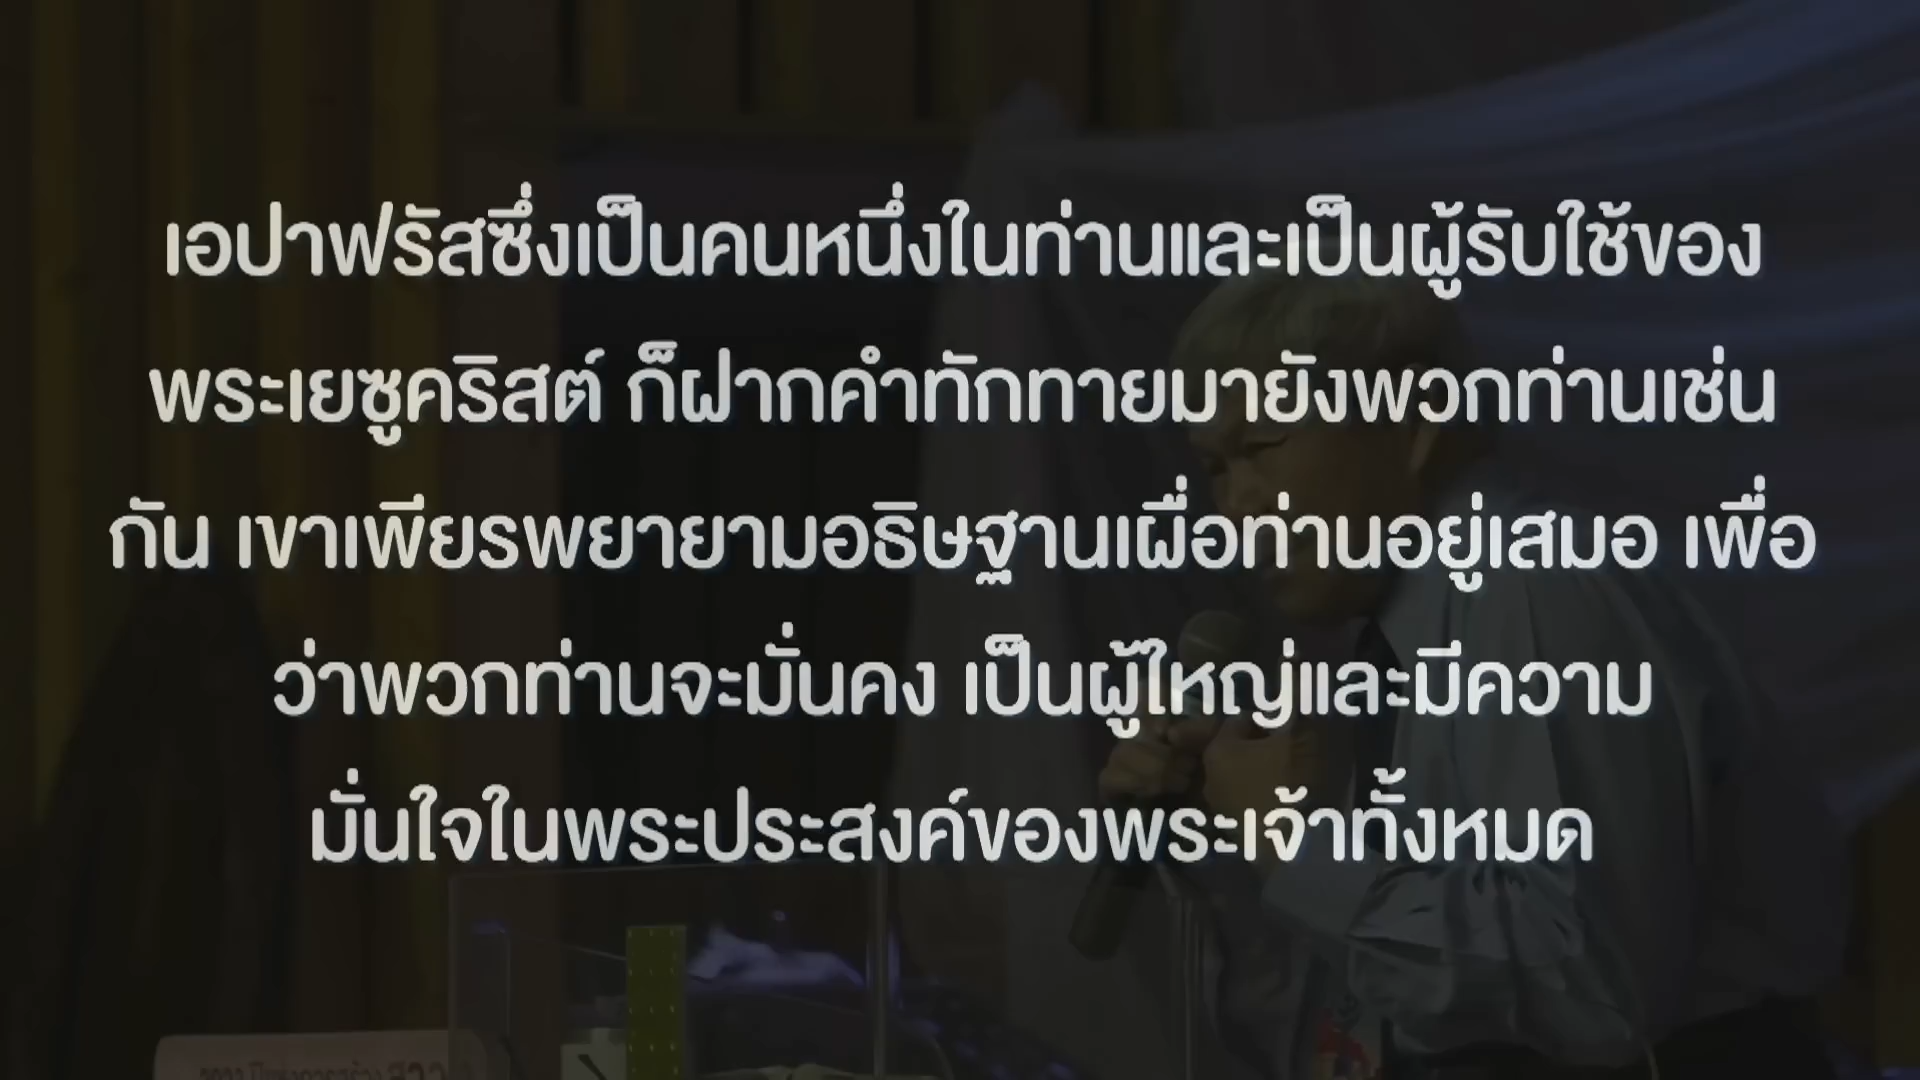 เอปาฟรัสซึ่งเป็นคนหนึ่งในท่านและเป็นผู้รับใช้ของ
พระเยซูคริสต์ ก็ฝากคำทักทายมายังพวกท่านเช่น
กัน เขาเพียรพยายามอธิษฐานเผื่อท่านอยู่เสมอ เพื่อ
ว่าพวกท่านจะมั่นคง เป็นผู้ใหญ่และมีความ
มั่นใจในพระประสงค์ของพระเจ้าทั้งหมด